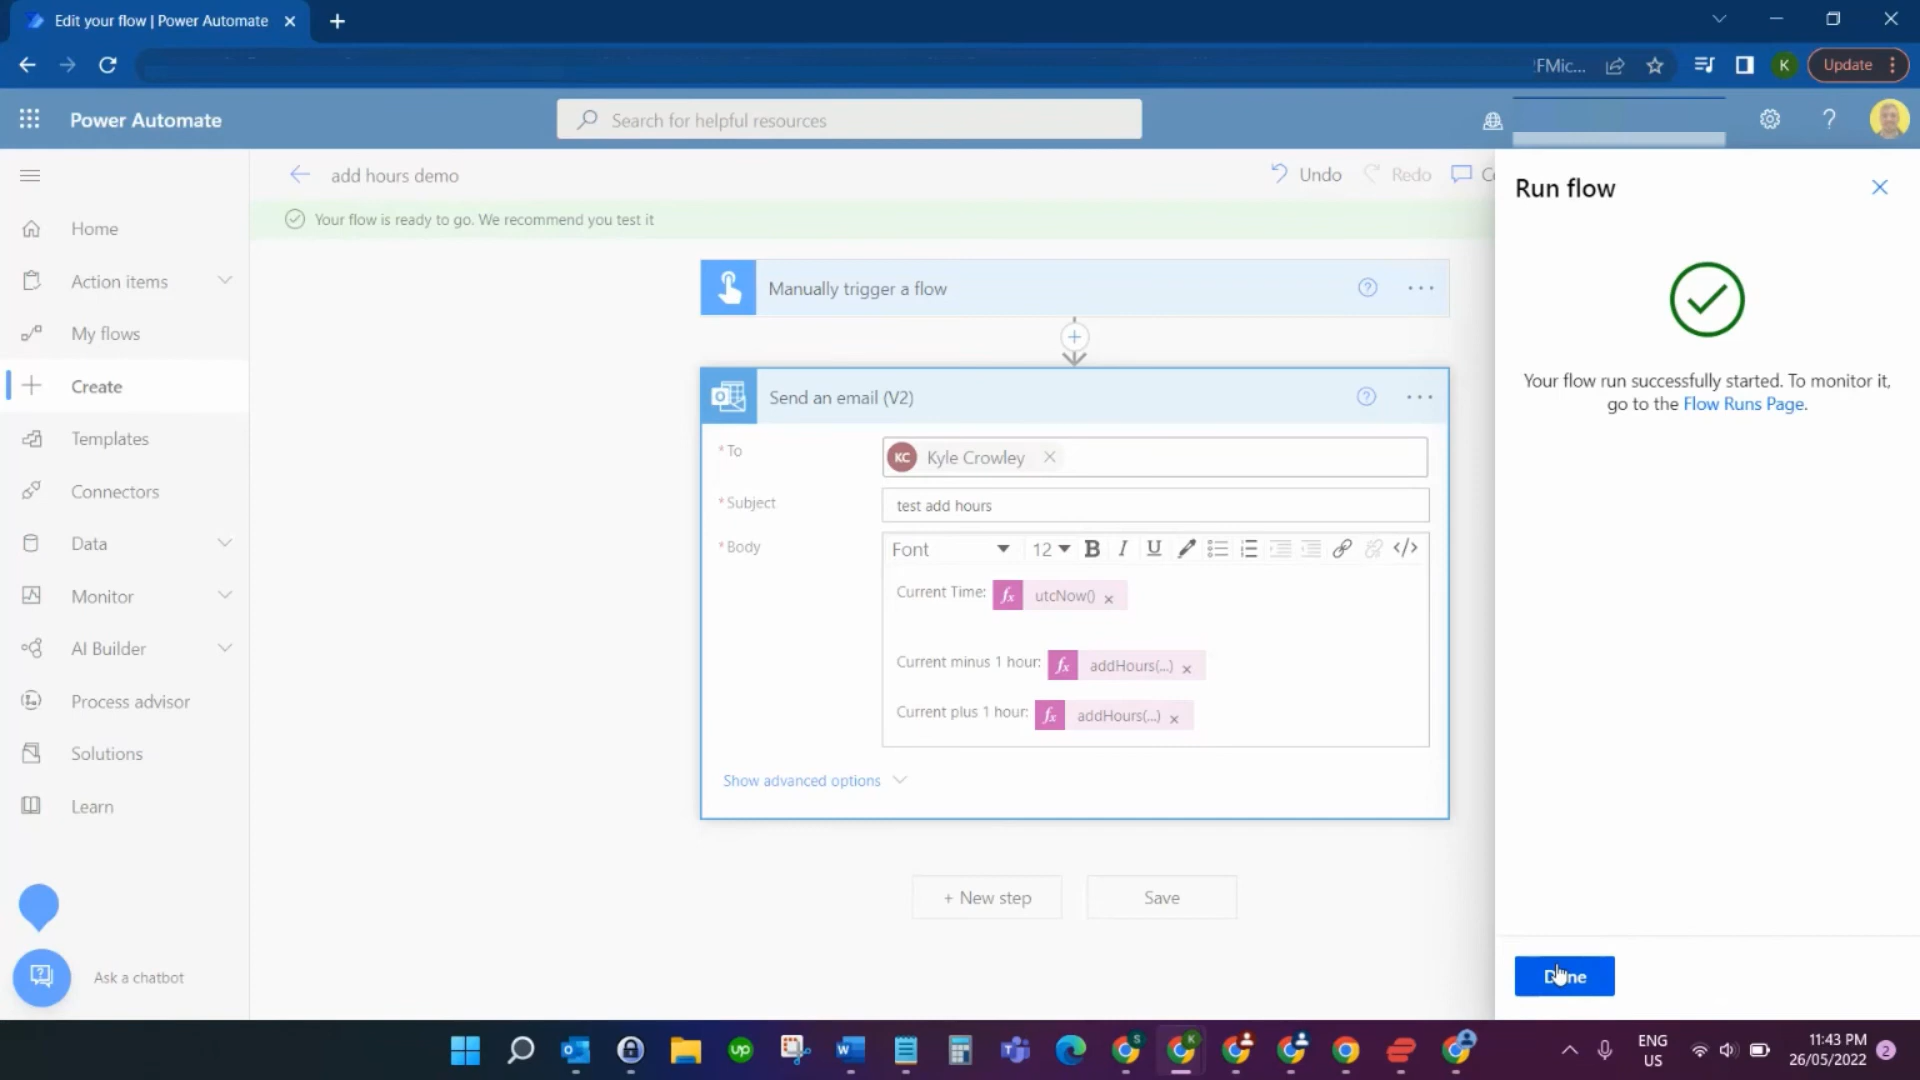 Edit your flow | Power Automate
:FMic...
K
Update
Power Automate
Search for helpful resources
add hours demo
Undo
Redo
Your flow is ready to go. We recommend you test it
Home
Action items
My flows
Create
Templates
Connectors
Data
Monitor
AI Builder
Process advisor
Solutions
Learn
Ask a chatbot
Manually trigger a flow
Send an email (V2)
* To
KC Kyle Crowley
* Subject
test add hours
* Body
Font
12
B I U
Current Time: fx utcNow()
Current minus 1 hour: fx addHours(...)
Current plus 1 hour: fx addHours(...)
Show advanced options
+ New step
Save
Run flow
Your flow run successfully started. To monitor it,
go to the Flow Runs Page.
Done
up
W
S
K
ENG
US
11:43 PM
26/05/2022
2